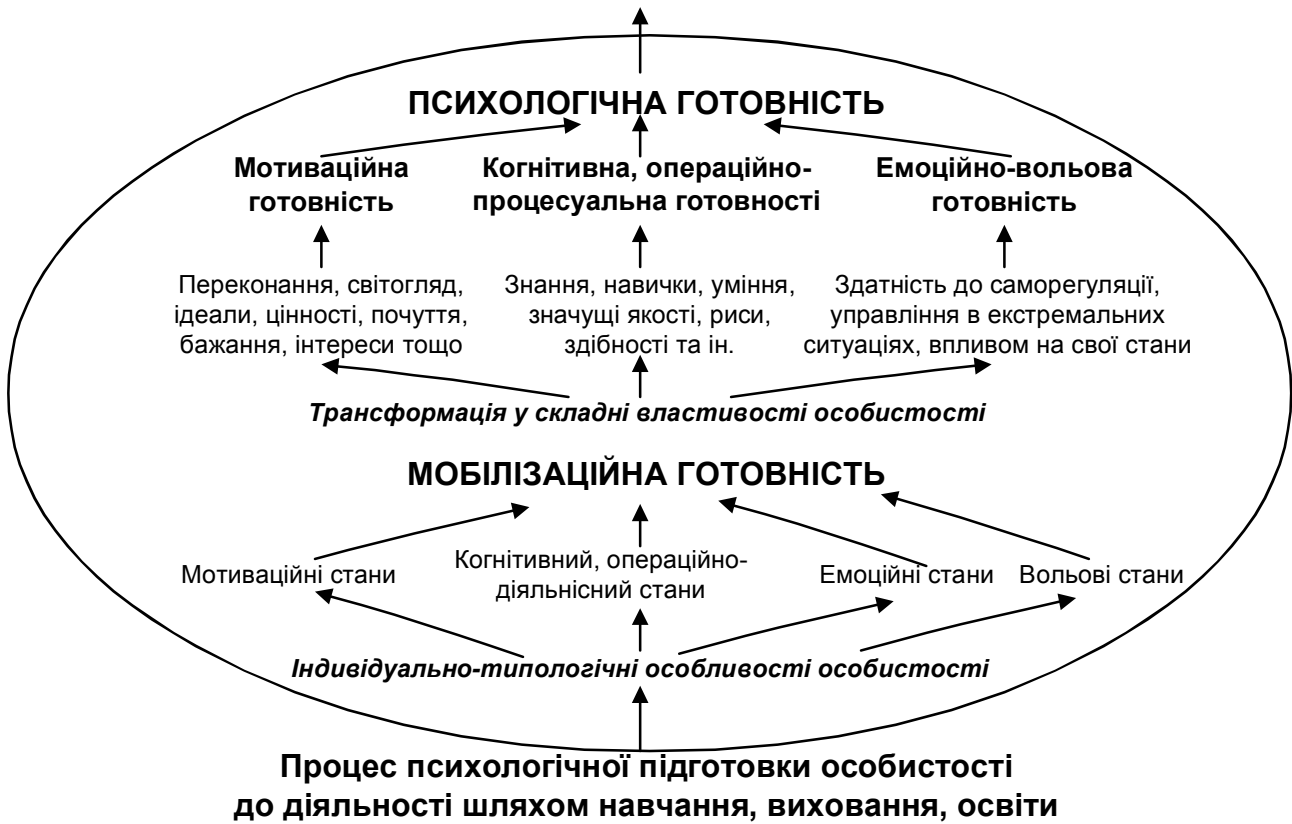 ПСИХОЛОГІЧНА ГОТОВНІСТЬ
Мотиваційна
готовність
Когнітивна, операційно-
процесуальна готовності
Емоційно-вольова
готовність
Переконання, світогляд,
ідеали, цінності, почуття,
бажання, інтереси тощо
Знання, навички, уміння,
значущі якості, риси,
здібності та ін.
Здатність до саморегуляції,
управління в екстремальних
ситуаціях, впливом на свої стани
Трансформація у складні властивості особистості
МОБІЛІЗАЦІЙНА ГОТОВНІСТЬ
Мотиваційні стани
Когнітивний, операційно-
діяльнісний стани
Емоційні стани
Вольові стани
Індивідуально-типологічні особливості особистості
Процес психологічної підготовки особистості
до діяльності шляхом навчання, виховання, освіти